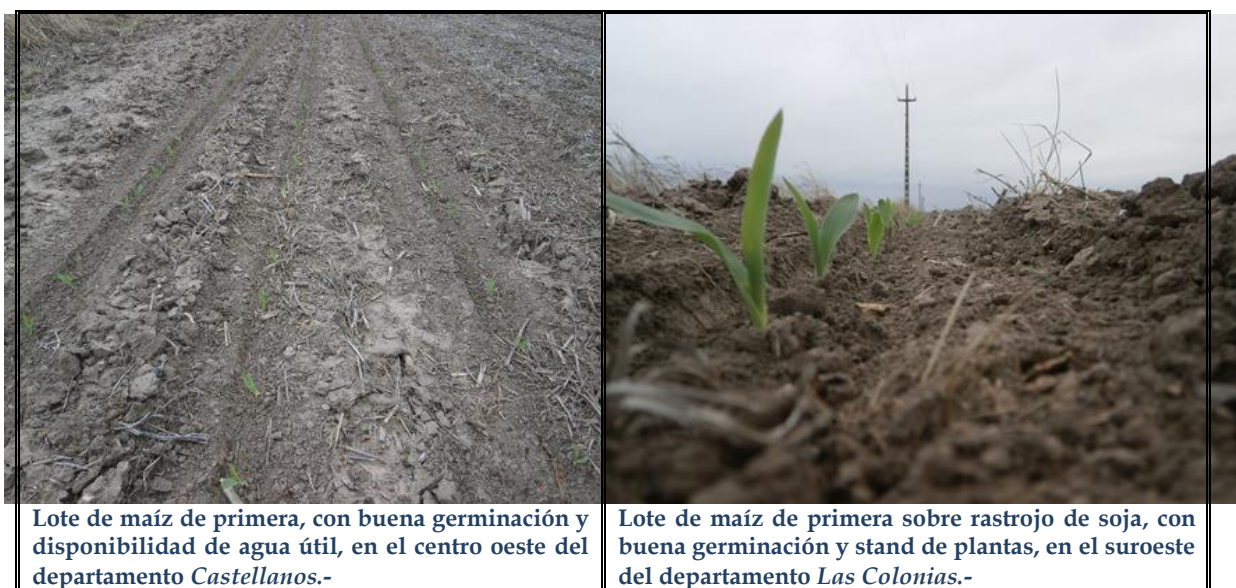 Lote de maíz de primera, con buena germinación y
disponibilidad de agua útil, en el centro oeste del
departamento Castellanos.-
Lote de maíz de primera sobre rastrojo de soja, con
buena germinación y stand de plantas, en el suroeste
del departamento Las Colonias.-